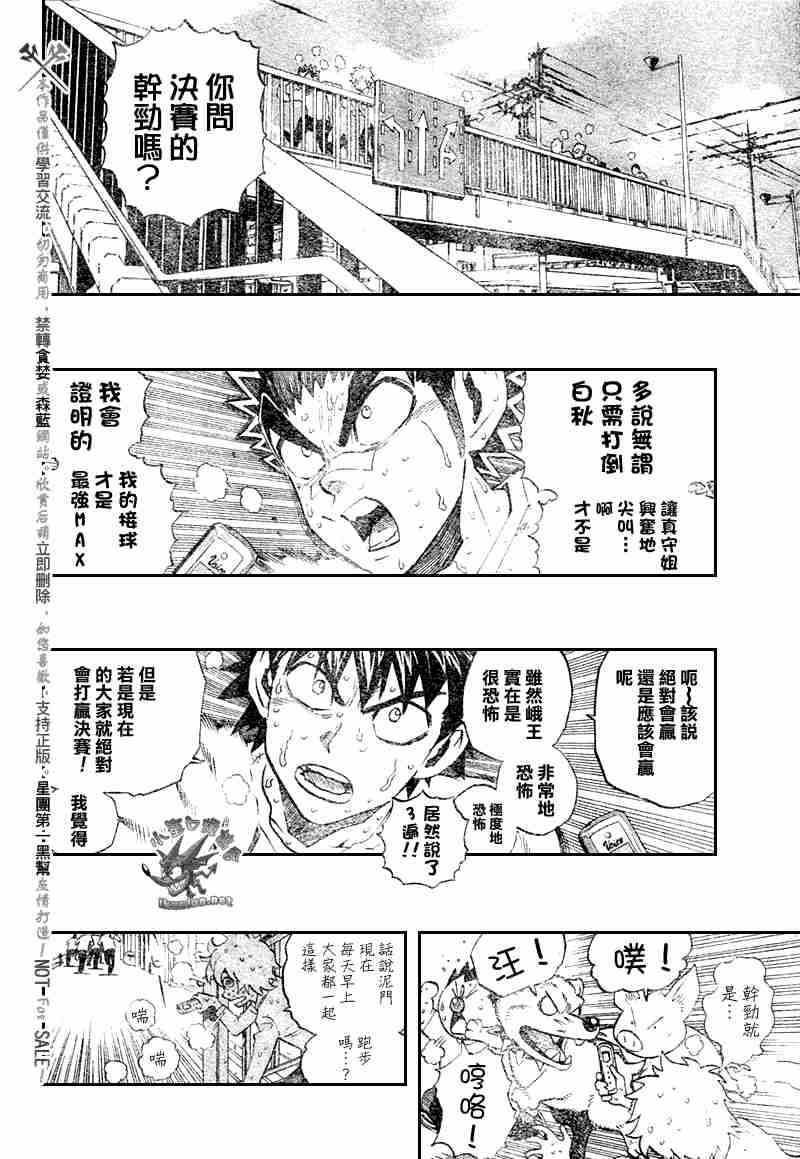 你問
決賽的
幹勁嗎?
多說無謂
只需打倒
白秋
讓真守姐
興奮地
尖叫…
啊
才不是
我的接球
才是
最強MAX
我會
證明的
呃~該說
絕對會贏
還是應該會贏
呢
雖然峨王
實在是
很恐怖
非常地
恐怖
極度地
恐怖
居然說了
3遍!!
但是
若是現在
的大家就絕對
會打贏決賽!
我覺得
幹勁就
是…
噗!
汪!
哼咯!
話說泥門
現在
每天早上
大家都一起
這樣
跑步
嗎…?
喘
喘
Voice
Voice
本作品僅供學習交流,切勿商用,禁轉貪婪或森藍網站,欣賞后請立即刪除,如您喜歡,支持正版,星團第一黑幫友情打造!NOT-For-SALE!